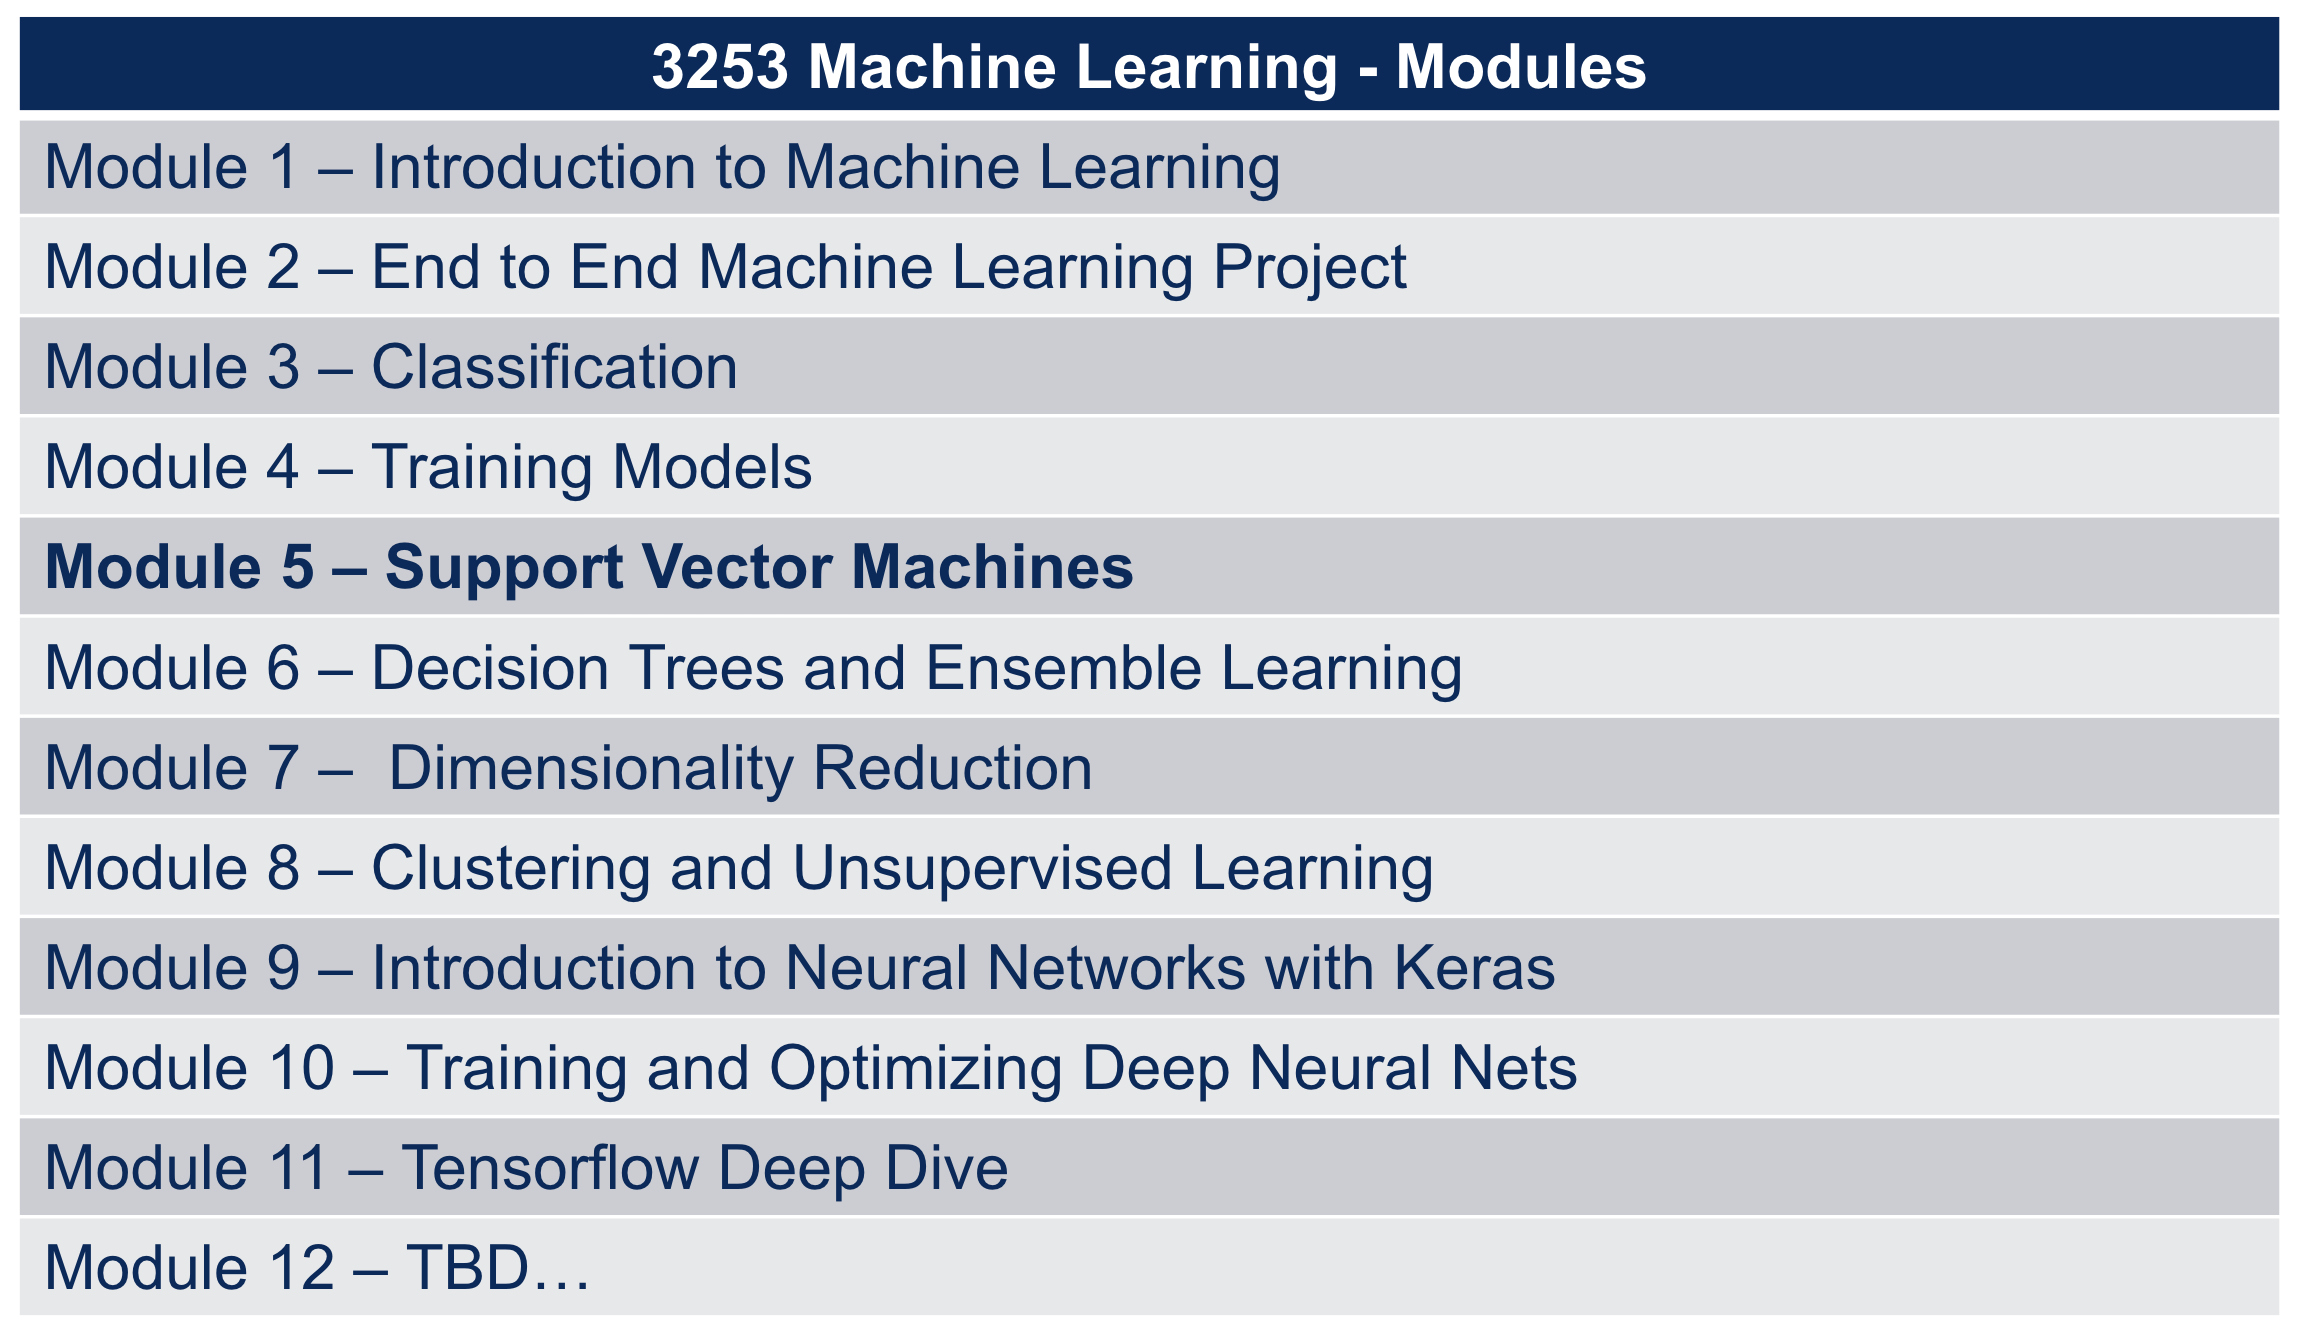 3253 Machine Learning - Modules
Module 1 – Introduction to Machine Learning
Module 2 – End to End Machine Learning Project
Module 3 – Classification
Module 4 – Training Models
Module 5 – Support Vector Machines
Module 6 – Decision Trees and Ensemble Learning
Module 7 –  Dimensionality Reduction
Module 8 – Clustering and Unsupervised Learning
Module 9 – Introduction to Neural Networks with Keras
Module 10 – Training and Optimizing Deep Neural Nets
Module 11 – Tensorflow Deep Dive
Module 12 – TBD…